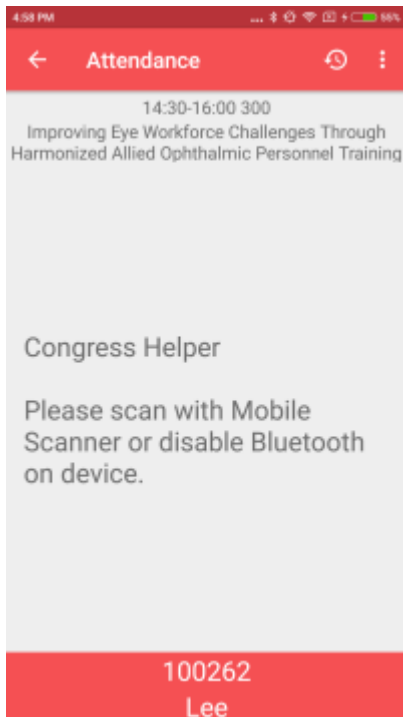 4:58 PM
... 66%
Attendance
14:30-16:00 300
Improving Eye Workforce Challenges Through
Harmonized Allied Ophthalmic Personnel Training
Congress Helper
Please scan with Mobile
Scanner or disable Bluetooth
on device.
100262
Lee